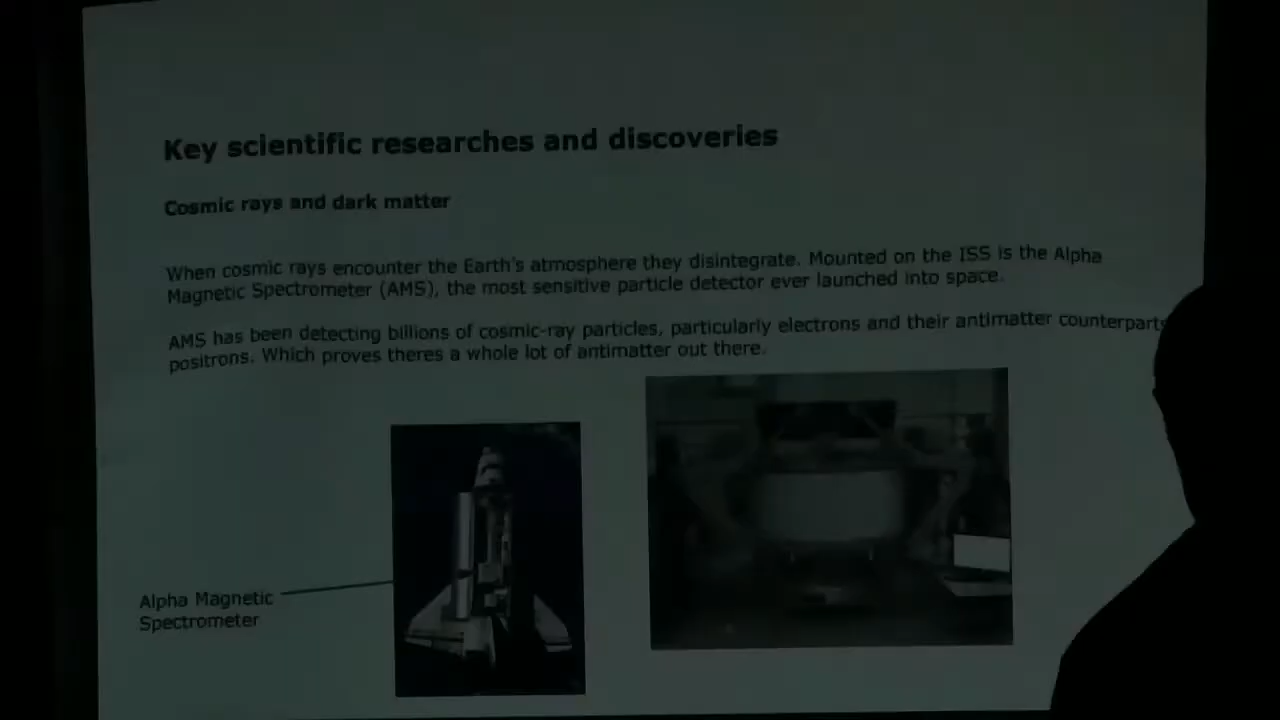 Key scientific researches and discoveries
Cosmic rays and dark matter
When cosmic rays encounter the Earth's atmosphere they disintegrate. Mounted on the ISS is the Alpha
Magnetic Spectrometer (AMS), the most sensitive particle detector ever launched into space.
AMS has been detecting billions of cosmic-ray particles, particularly electrons and their antimatter counterparts
positrons. Which proves theres a whole lot of antimatter out there.
Alpha Magnetic
Spectrometer